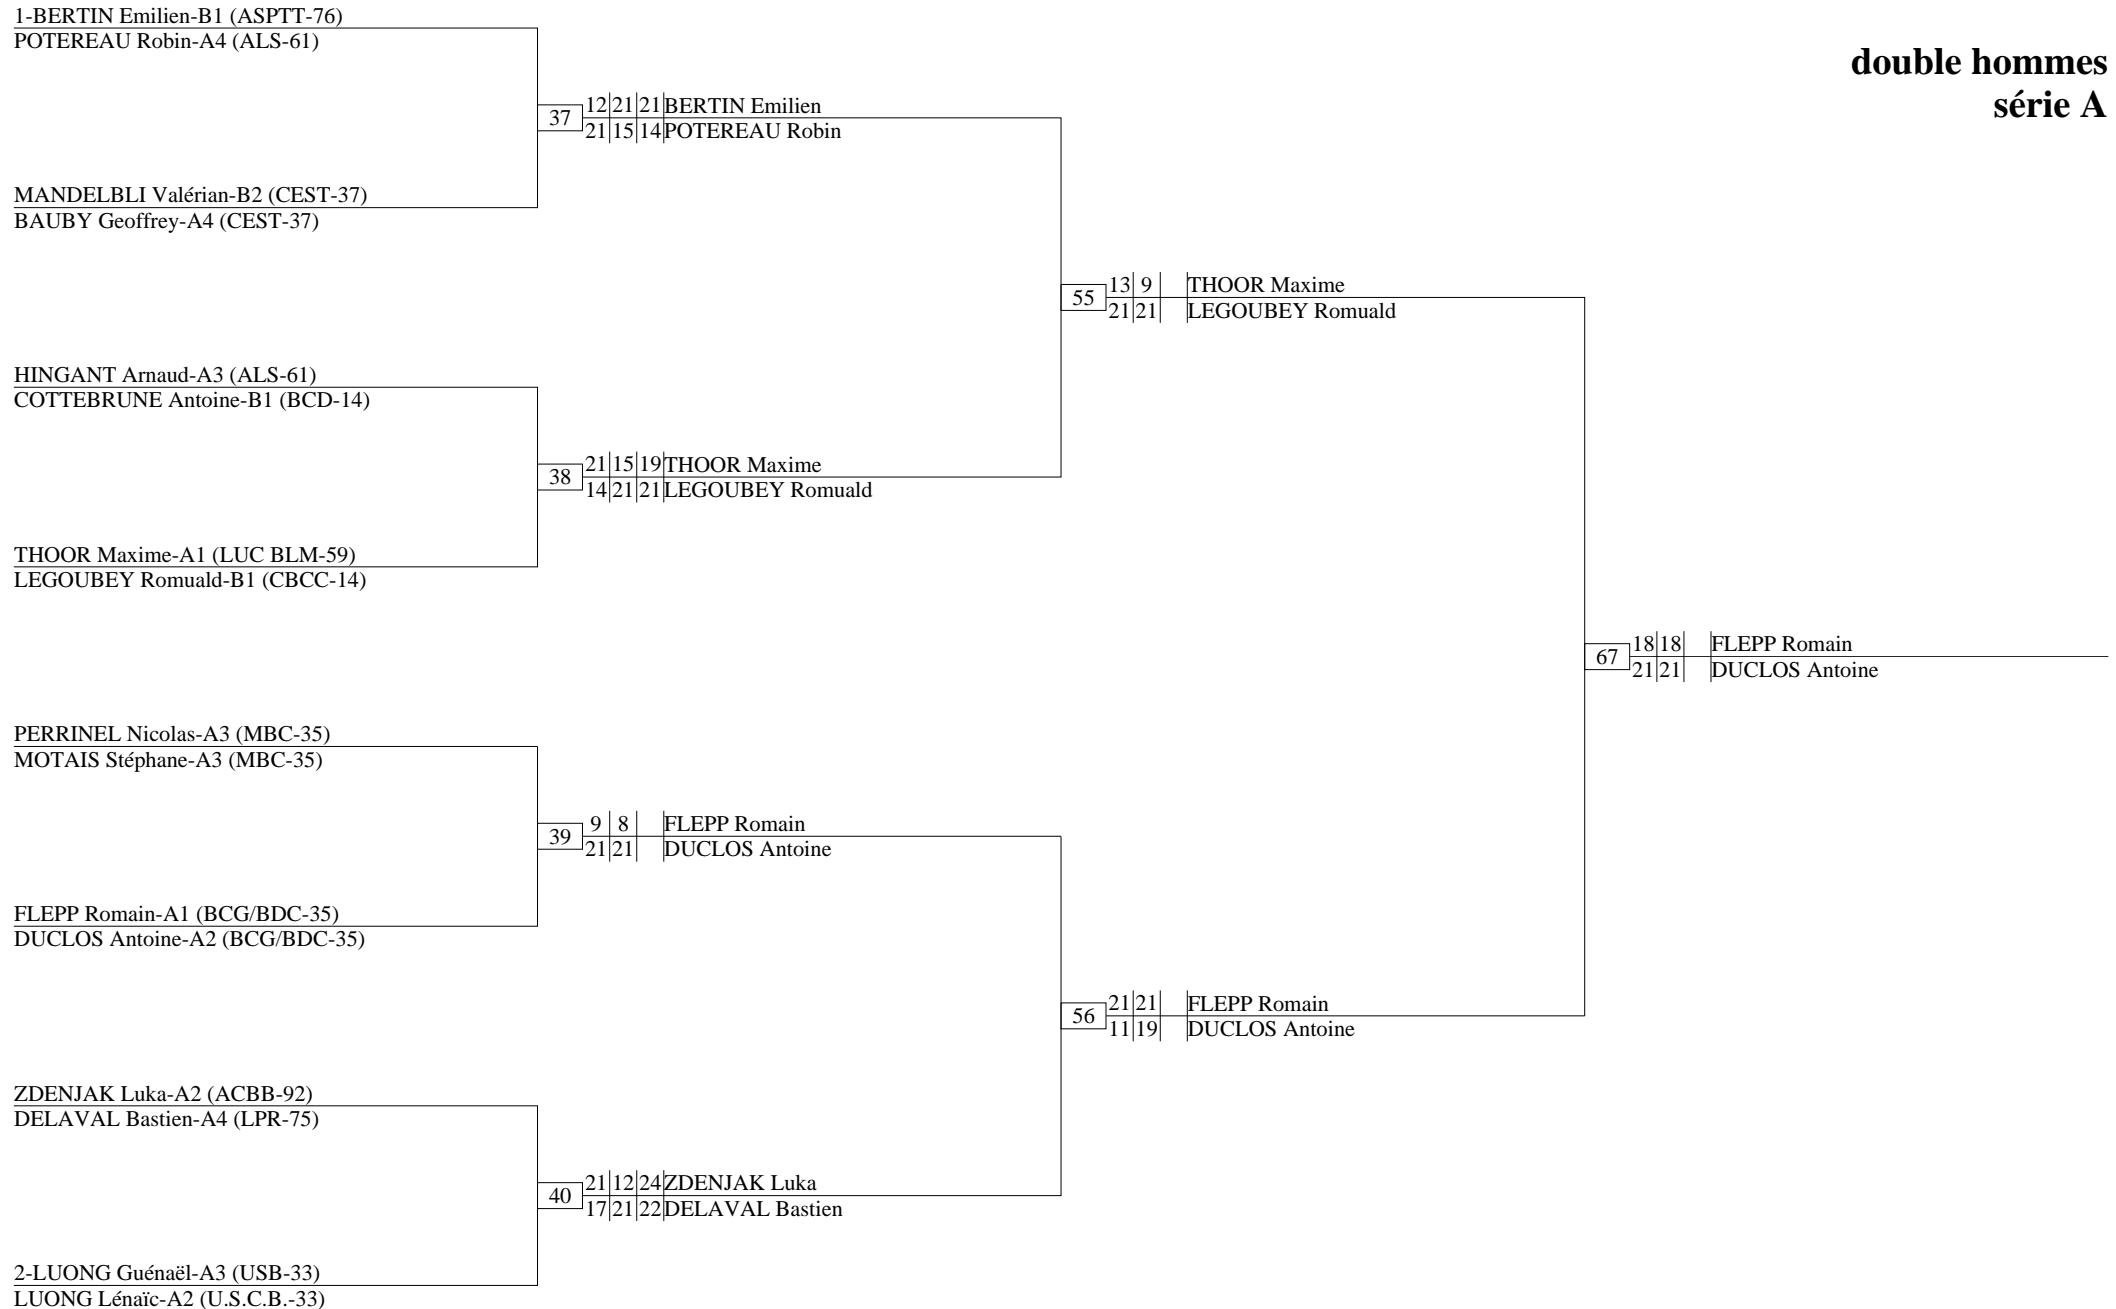 1-BERTIN Emilien-B1 (ASPTT-76)
POTEREAU Robin-A4 (ALS-61)
double hommes
série A
37
12 21 21 BERTIN Emilien
21 15 14 POTEREAU Robin
MANDELBLI Valérian-B2 (CEST-37)
BAUBY Geoffrey-A4 (CEST-37)
55
13 9 THOOR Maxime
21 21 LEGOUBEY Romuald
HINGANT Arnaud-A3 (ALS-61)
COTTEBRUNE Antoine-B1 (BCD-14)
38
21 15 19 THOOR Maxime
14 21 21 LEGOUBEY Romuald
THOOR Maxime-A1 (LUC BLM-59)
LEGOUBEY Romuald-B1 (CBCC-14)
67
18 18 FLEPP Romain
21 21 DUCLOS Antoine
PERRINEL Nicolas-A3 (MBC-35)
MOTAIS Stéphane-A3 (MBC-35)
39
9 8 FLEPP Romain
21 21 DUCLOS Antoine
FLEPP Romain-A1 (BCG/BDC-35)
DUCLOS Antoine-A2 (BCG/BDC-35)
56
21 21 FLEPP Romain
11 19 DUCLOS Antoine
ZDENJAK Luka-A2 (ACBB-92)
DELAVAL Bastien-A4 (LPR-75)
40
21 12 24 ZDENJAK Luka
17 21 22 DELAVAL Bastien
2-LUONG Guénaël-A3 (USB-33)
LUONG Lénaïc-A2 (U.S.C.B.-33)